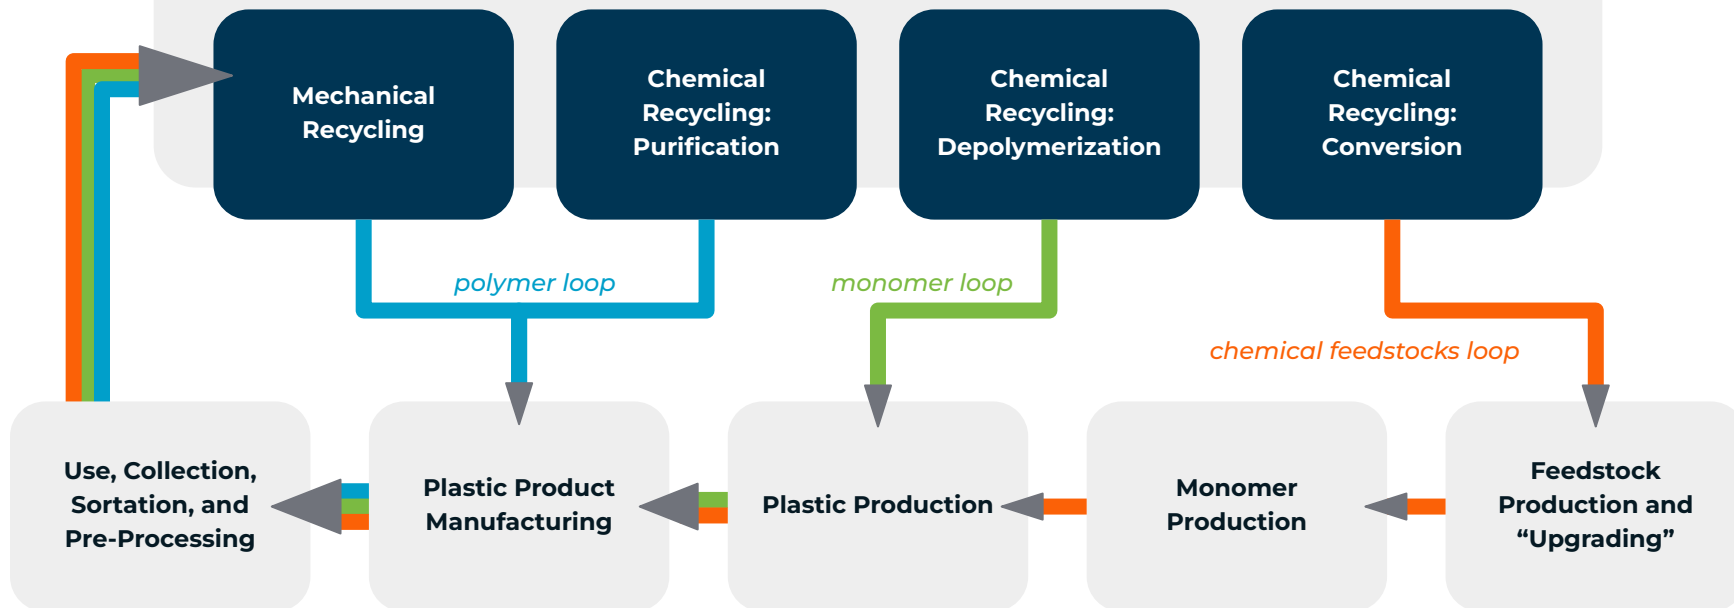 Mechanical
Recycling
Chemical
Recycling:
Purification
Chemical
Recycling:
Depolymerization
Chemical
Recycling:
Conversion
polymer loop
monomer loop
chemical feedstocks loop
Use, Collection,
Sortation, and
Pre-Processing
Plastic Product
Manufacturing
Plastic Production
Monomer
Production
Feedstock
Production and
“Upgrading”